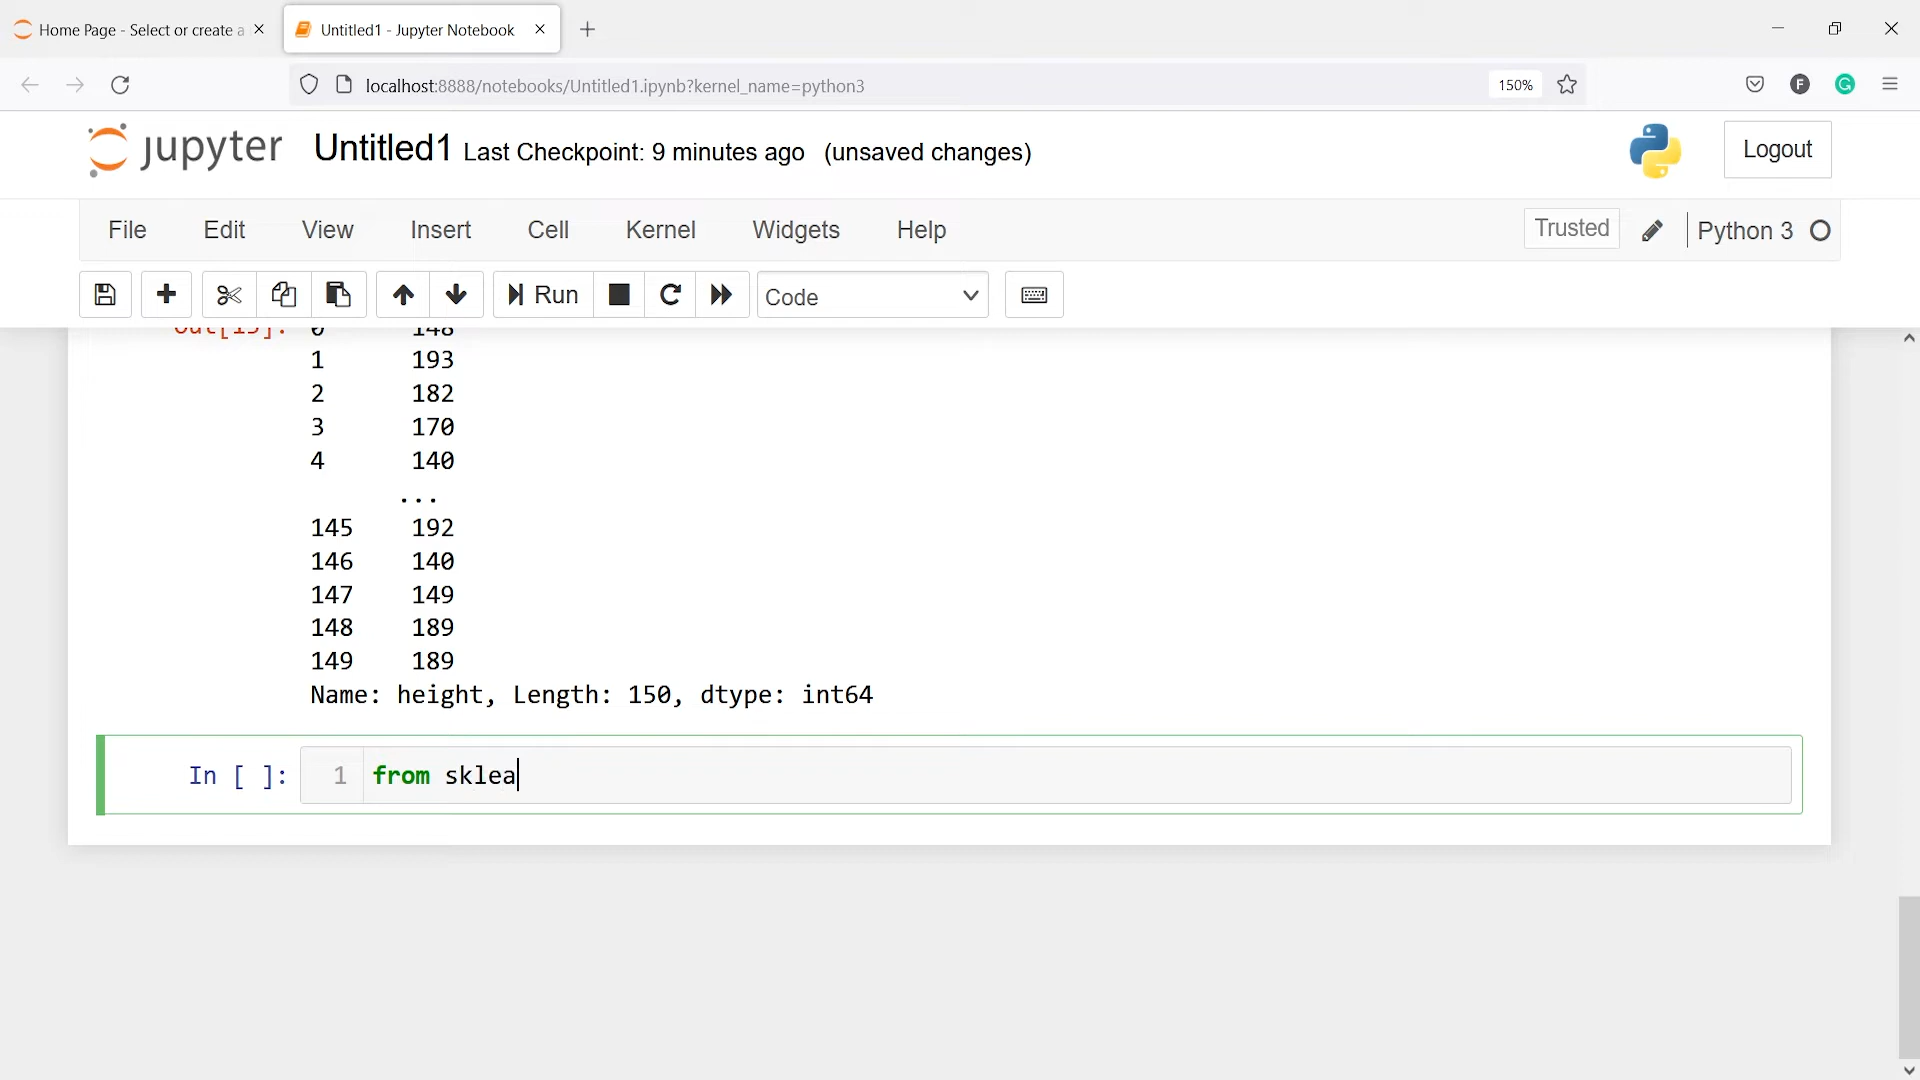 Home Page - Select or create a
Untitled1 - Jupyter Notebook
localhost:8888/notebooks/Untitled1.ipynb?kernel_name=python3
150%
F
G
jupyter Untitled1 Last Checkpoint: 9 minutes ago (unsaved changes)
Logout
File Edit View Insert Cell Kernel Widgets Help
Trusted
Python 3
Run
Code
0 148
1 193
2 182
3 170
4 140
...
145 192
146 140
147 149
148 189
149 189
Name: height, Length: 150, dtype: int64
In [ ]: 1 from sklea